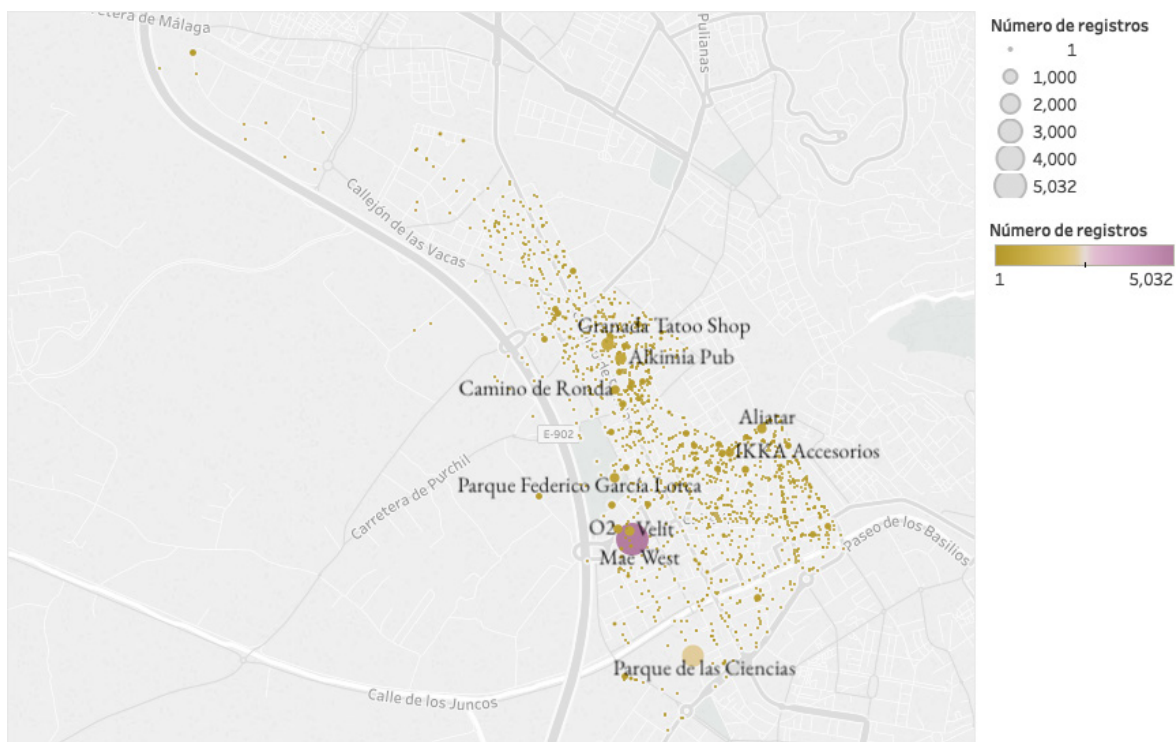 rretera de Málaga
Pulianas
Callejón de las Vacas
Granada Tatoo Shop
Alkimia Pub
Camino de Ronda
Aliatar
E-902
IKKA Accesorios
Carretera de Purchil
Parque Federico García Lorca
O2
Velít
Mae West
Paseo de los Basilios
Parque de las Ciencias
Calle de los Juncos
Número de registros
1
1,000
2,000
3,000
4,000
5,032
Número de registros
1
5,032